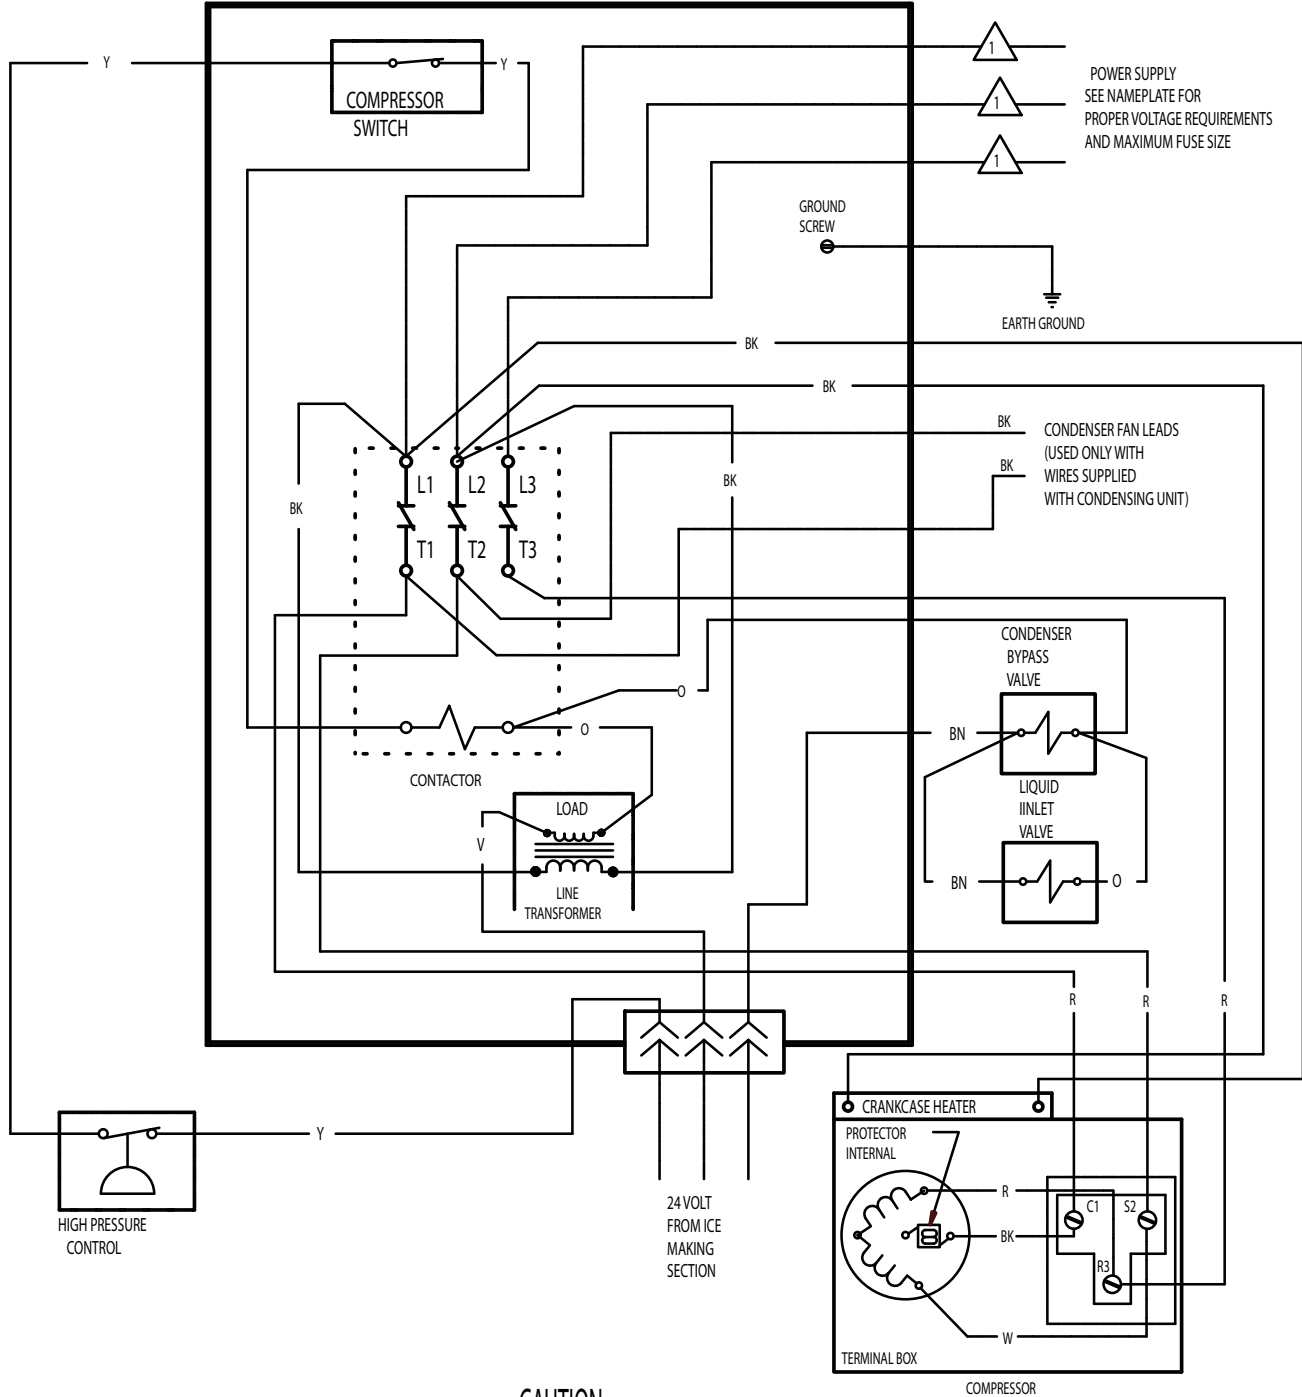 Y
Y
COMPRESSOR
SWITCH
1
1
1
POWER SUPPLY
SEE NAMEPLATE FOR
PROPER VOLTAGE REQUIREMENTS
AND MAXIMUM FUSE SIZE
GROUND
SCREW
EARTH GROUND
BK
BK
BK
BK
CONDENSER FAN LEADS
(USED ONLY WITH
WIRES SUPPLIED
WITH CONDENSING UNIT)
BK
BK
L1
L2
L3
T1
T2
T3
CONDENSER
BYPASS
VALVE
O
O
BN
CONTACTOR
LIQUID
IINLET
VALVE
LOAD
V
LINE
TRANSFORMER
BN
O
R
R
R
CRANKCASE HEATER
PROTECTOR
INTERNAL
Y
HIGH PRESSURE
CONTROL
24 VOLT
FROM ICE
MAKING
SECTION
R
C1
S2
BK
R3
W
TERMINAL BOX
COMPRESSOR
CAUTION